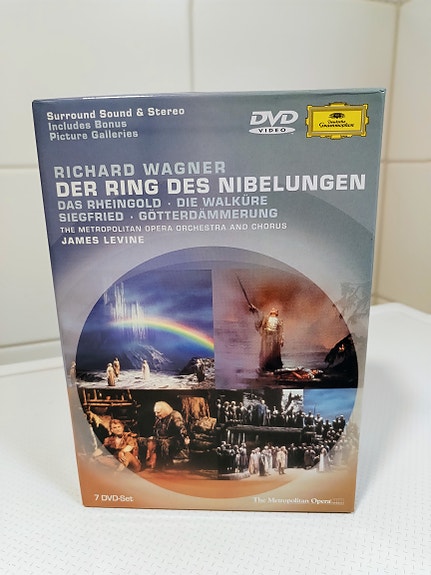 Surround Sound & Stereo
Includes Bonus
Picture Galleries
DVD
VIDEO
Deutsche
Grammophon
RICHARD WAGNER
DER RING DES NIBELUNGEN
DAS RHEINGOLD · DIE WALKÜRE
SIEGFRIED · GÖTTERDÄMMERUNG
THE METROPOLITAN OPERA ORCHESTRA AND CHORUS
JAMES LEVINE
7 DVD-Set
The Metropolitan Opera